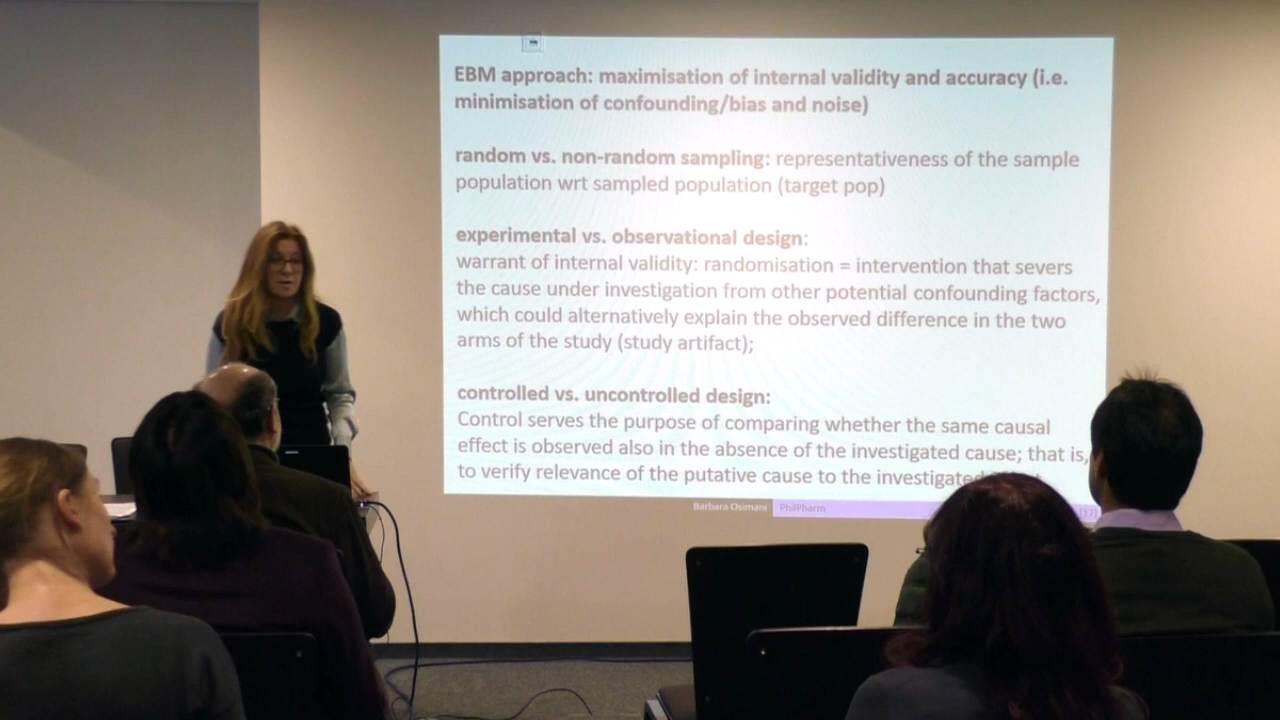 EBM approach: maximisation of internal validity and accuracy (i.e.
minimisation of confounding/bias and noise)
random vs. non-random sampling: representativeness of the sample
population wrt sampled population (target pop)
experimental vs. observational design:
warrant of internal validity: randomisation = intervention that severs
the cause under investigation from other potential confounding factors,
which could alternatively explain the observed difference in the two
arms of the study (study artifact);
controlled vs. uncontrolled design:
Control serves the purpose of comparing whether the same causal
effect is observed also in the absence of the investigated cause; that is,
to verify relevance of the putative cause to the investigated
Barbara Osimani PhilPharm [17]